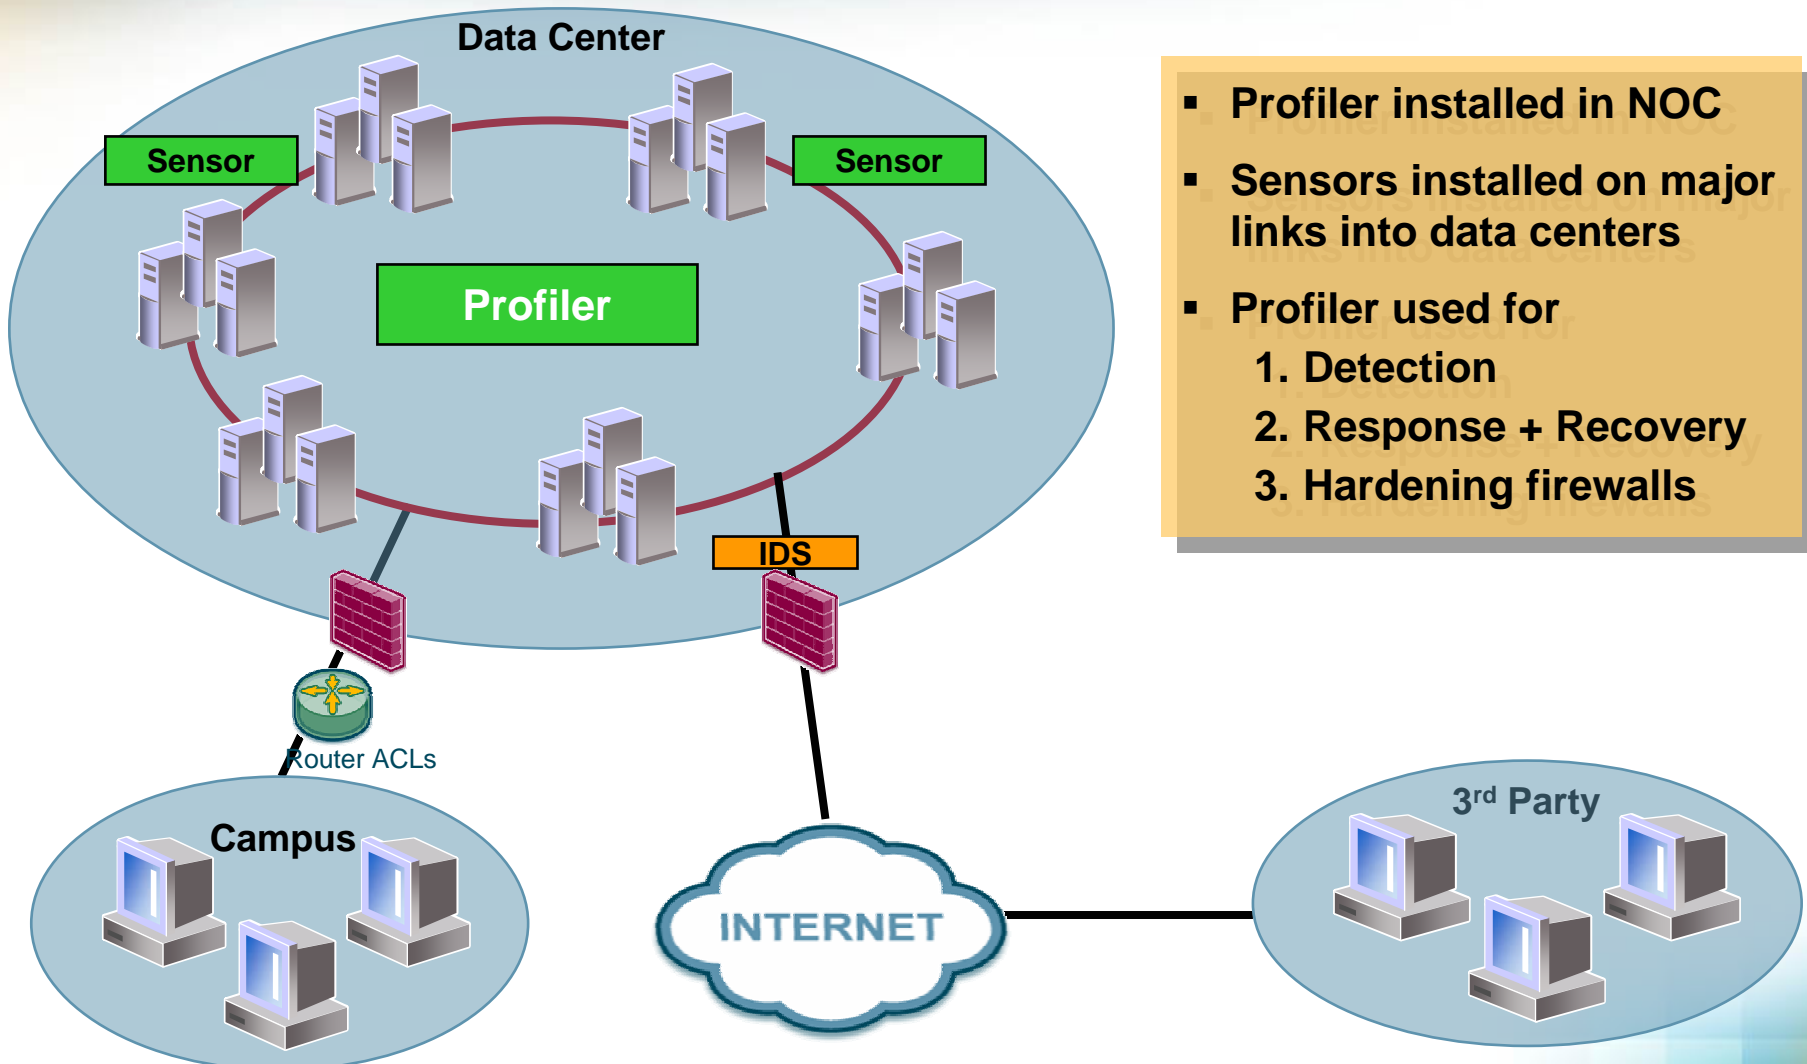 Data Center
Sensor
Sensor
Profiler
IDS
Router ACLs
Campus
INTERNET
3rd Party
▪ Profiler installed in NOC
▪ Sensors installed on major
links into data centers
▪ Profiler used for
1. Detection
2. Response + Recovery
3. Hardening firewalls